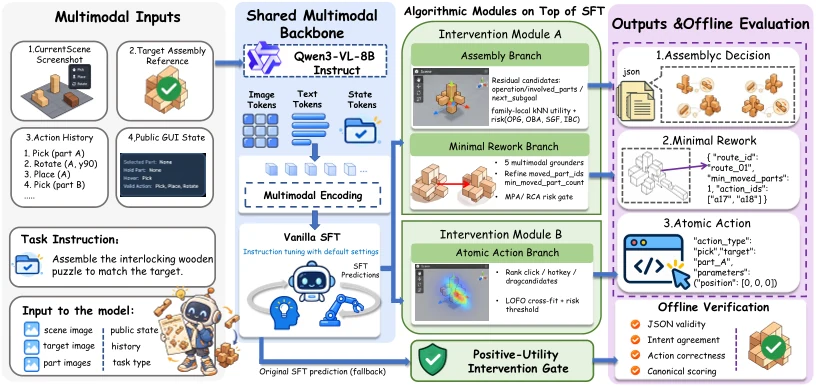 Multimodal Inputs
1.CurrentScene
Screenshot
Pick
Place
Rotate
2.Target Assembly
Reference
3.Action History
1. Pick (part A)
2. Rotate (A, y90)
3. Place (A)
4. Pick (part B)
.....
4,Public GUI State
Selected Part: None
Held Part: None
Hover: Pick
Valid Action: Pick, Place, Rotate
Task Instruction:
Assemble the interlocking wooden
puzzle to match the target.
Input to the model:
scene image
public state
target image
history
part images
task type
Shared Multimodal
Backbone
Qwen3-VL-8B
Instruct
Image
Tokens
Text
Tokens
State
Tokens
...
Multimodal Encoding
Vanilla SFT
Instruction tuning with default settings
SFT
Predictions
Original SFT prediction (fallback)
Algorithmic Modules on Top of SFT
Intervention Module A
Assembly Branch
Residual candidates:
operation/involved_parts /
next_subgoal
family-local kNN utility +
risk(OPG, OBA, SGF, IBC)
Minimal Rework Branch
• 5 multimodal grounders
• Refine moved_part_ids
min_moved_part_count
• MPA/ RCA risk gate
Intervention Module B
Atomic Action Branch
• Rank click / hotkey /
dragcandidates
• LOFO cross-fit + risk
threshold
Positive-Utility
Intervention Gate
Outputs &Offline Evaluation
1.Assemblyc Decision
json
2.Minimal Rework
{ "route_id":
"route_01",
"min_moved_parts":
1, "action_ids":
["a17", "a18"] }
3.Atomic Action
"action_type":
"pick","target":
"part_A",
"parameters":
{"position": [0, 0, 0]}
Offline Verification
JSON validity
Intent agreement
Action correctness
Canonical scoring